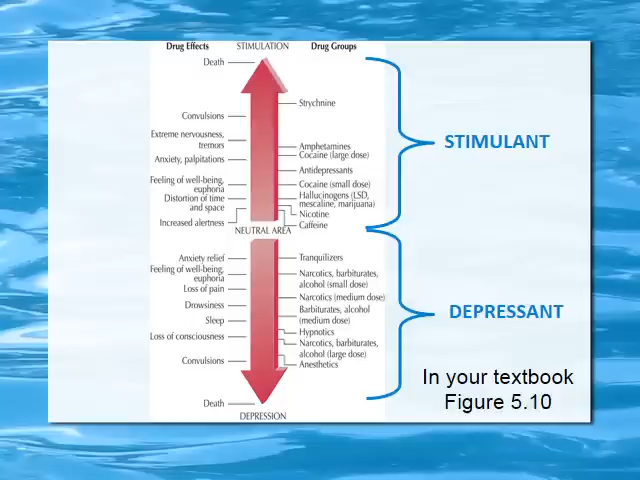 Drug Effects STIMULATION Drug Groups
Death
Strychnine
Convulsions
Extreme nervousness,
tremors
Amphetamines
Cocaine (large dose)
Anxiety, palpitations
Antidepressants
Feeling of well-being,
euphoria
Cocaine (small dose)
Distortion of time
and space
Hallucinogens (LSD,
mescaline, marijuana)
Nicotine
Increased alertness
Caffeine
NEUTRAL AREA
Anxiety relief
Tranquilizers
Feeling of well-being,
euphoria
Narcotics, barbiturates,
alcohol (small dose)
Loss of pain
Narcotics (medium dose)
Drowsiness
Barbiturates, alcohol
(medium dose)
Sleep
Hypnotics
Loss of consciousness
Narcotics, barbiturates,
alcohol (large dose)
Convulsions
Anesthetics
Death
DEPRESSION
STIMULANT
DEPRESSANT
In your textbook
Figure 5.10